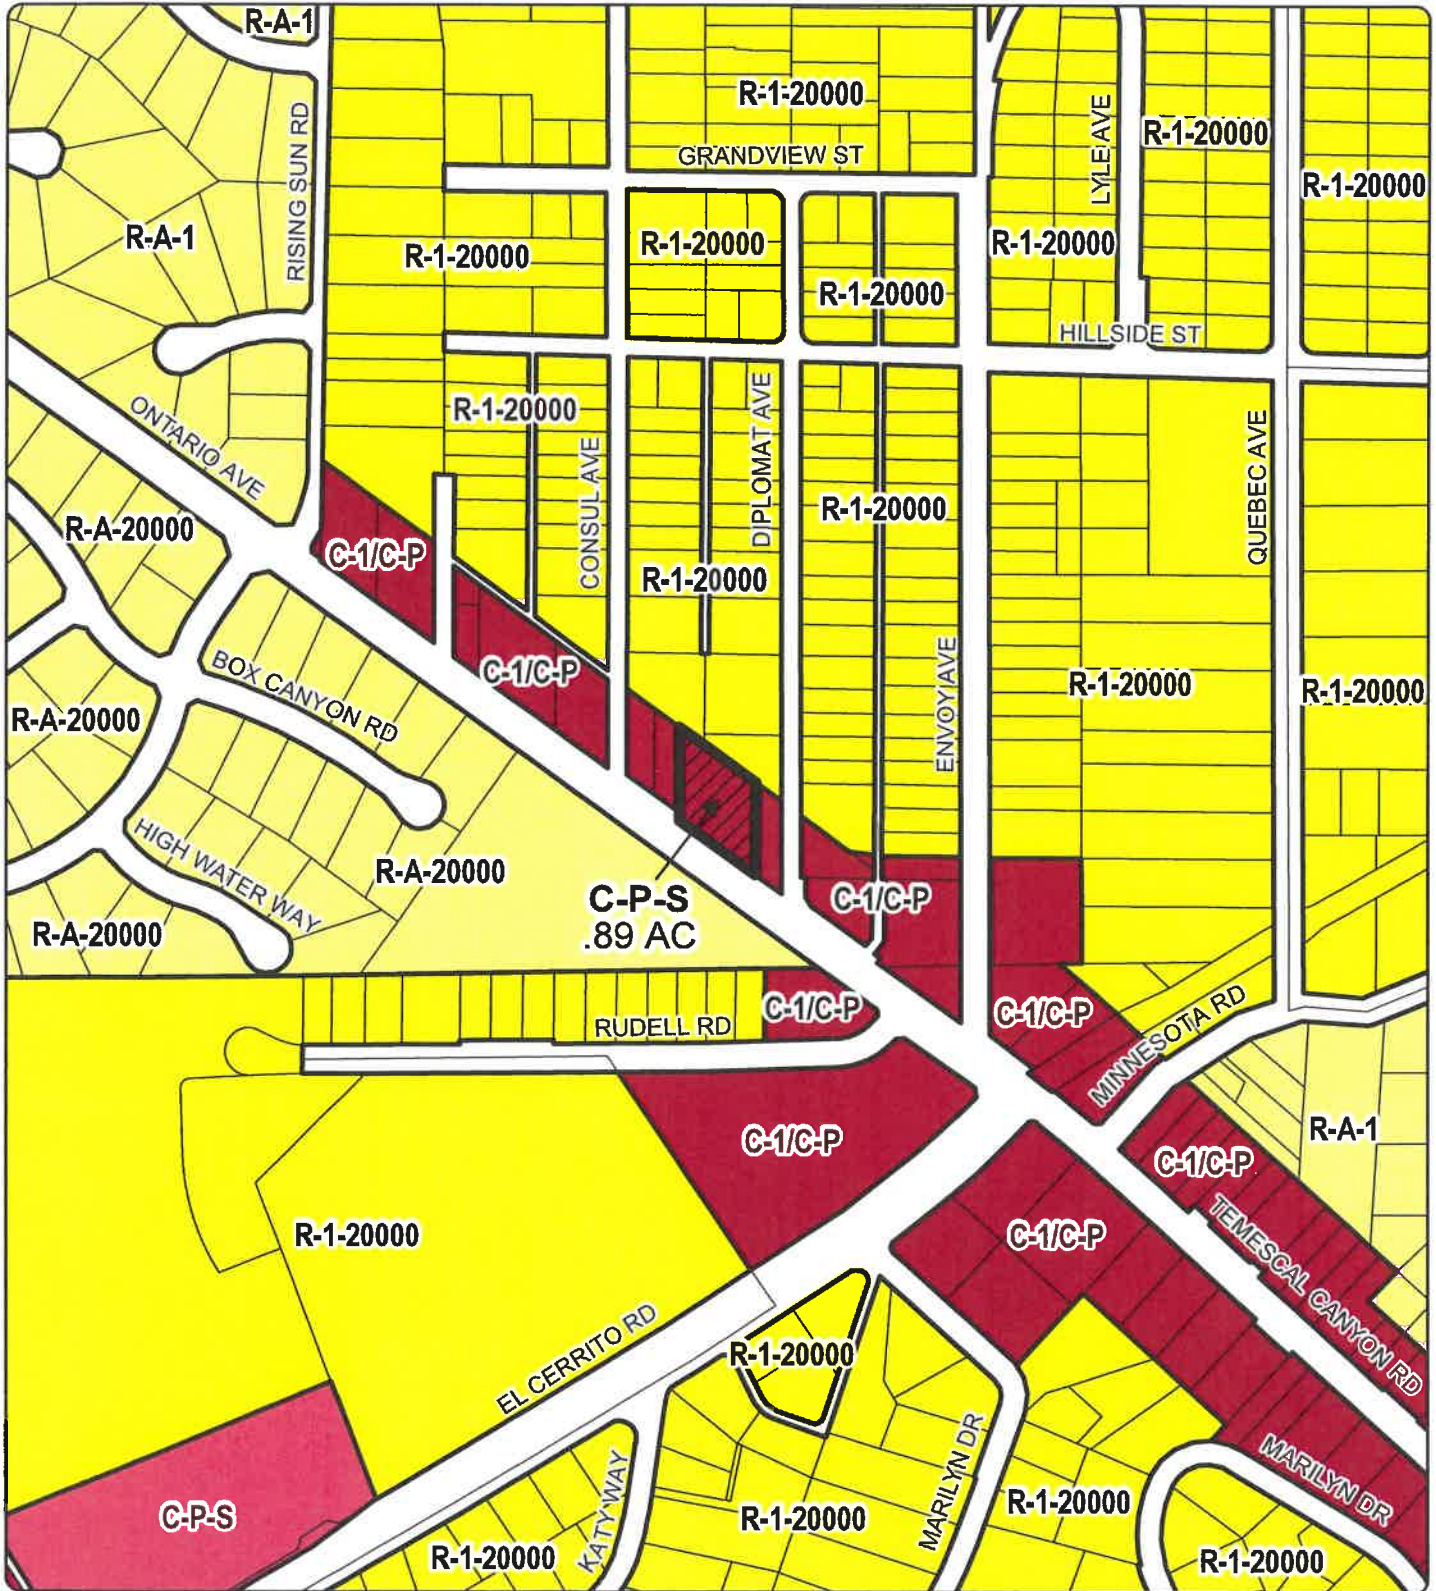 R-A-1
R-1-20000
RISING SUN RD
LYLE AVE
R-1-20000
GRANDVIEW ST
R-1-20000
R-A-1
R-1-20000
R-1-20000
R-1-20000
R-1-20000
HILLSIDE ST
ONTARIO AVE
R-1-20000
DIPLOMAT AVE
CONSUL AVE
QUEBEC AVE
R-A-20000
C-1/C-P
R-1-20000
R-1-20000
BOX CANYON RD
C-1/C-P
ENVOY AVE
R-1-20000
R-1-20000
R-A-20000
HIGH WATER WAY
R-A-20000
C-P-S
.89 AC
C-1/C-P
R-A-20000
RUDELL RD
C-1/C-P
C-1/C-P
MINNESOTA RD
C-1/C-P
R-A-1
C-1/C-P
R-1-20000
C-1/C-P
TEMESCAL CANYON RD
EL CERRITO RD
R-1-20000
MARILYN DR
MARILYN DR
C-P-S
KATY WAY
R-1-20000
R-1-20000
R-1-20000
R-1-20000